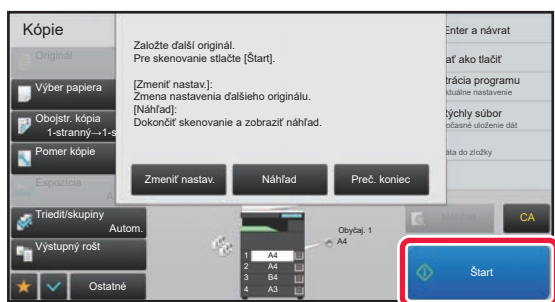 Kópie
Originál
Výber papiera
Obojstr. kópia
1-stranný→1-s
Pomer kópie
Expozícia
A
Triediť/skupiny
Autom.
Výstupný rošt
Ostatné
Založte ďalší originál.
Pre skenovanie stlačte [Štart].
[Zmeniť nastav.]:
Zmena nastavenia ďalšieho originálu.
[Náhľad]:
Dokončiť skenovanie a zobraziť náhľad.
Zmeniť nastav.
Náhľad
Preč. koniec
Enter a návrat
ať ako tlačiť
trácia programu
ktuálne nastavenie
ýchly súbor
očasné uloženie dát
áta do zložky
Obyčaj. 1
A4
1 A4
2 A4
3 B4
4 A3
CA
Štart